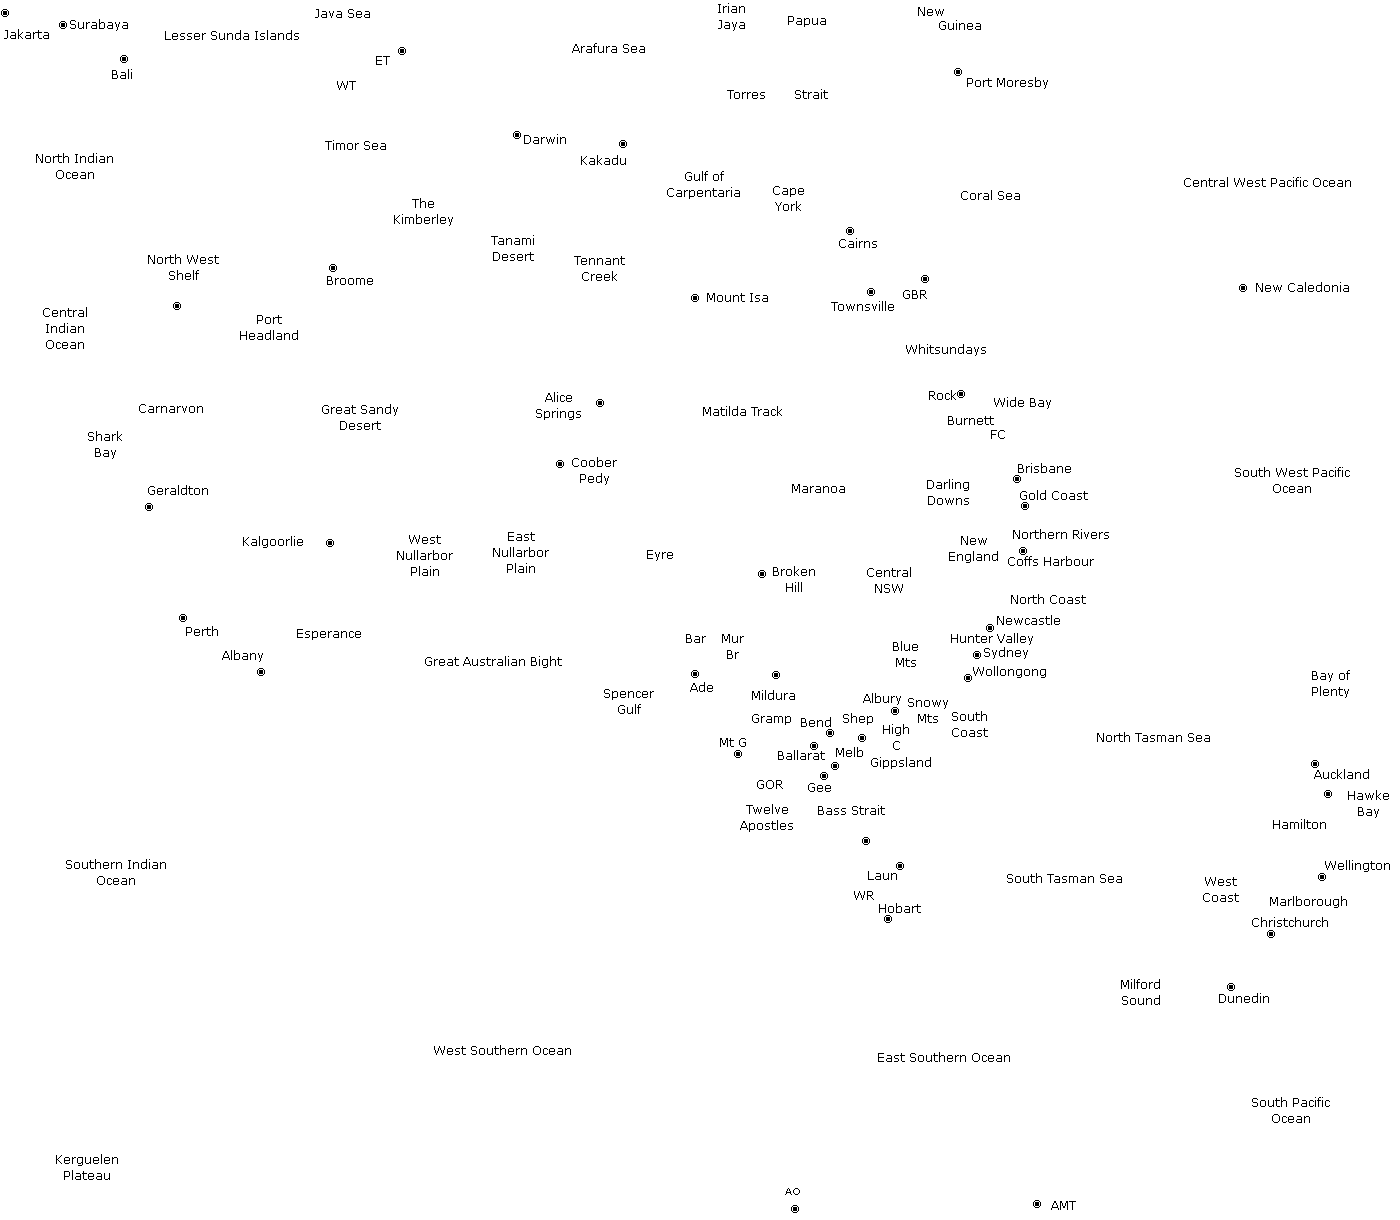 Java Sea
Irian
Jaya
Papua
New
Guinea
Jakarta
Surabaya
Lesser Sunda Islands
Arafura Sea
ET
Bali
WT
Torres
Strait
Port Moresby
Timor Sea
Darwin
Kakadu
North Indian
Ocean
Gulf of
Carpentaria
Cape
York
Coral Sea
Central West Pacific Ocean
The
Kimberley
Tanami
Desert
Cairns
North West
Shelf
Broome
Tennant
Creek
Mount Isa
Townsville
GBR
New Caledonia
Central
Indian
Ocean
Port
Headland
Whitsundays
Carnarvon
Great Sandy
Desert
Alice
Springs
Matilda Track
Rock
Wide Bay
Burnett
FC
Shark
Bay
Coober
Pedy
Brisbane
South West Pacific
Ocean
Geraldton
Maranoa
Darling
Downs
Gold Coast
Kalgoorlie
West
Nullarbor
Plain
East
Nullarbor
Plain
Eyre
New
England
Northern Rivers
Coffs Harbour
Broken
Hill
Central
NSW
North Coast
Perth
Esperance
Newcastle
Bar
Mur
Br
Hunter Valley
Blue
Mts
Sydney
Albany
Great Australian Bight
Wollongong
Ade
Mildura
Spencer
Gulf
Bay of
Plenty
Albury
Snowy
Mts
Gramp
Bend
Shep
South
Coast
High
C
Mt G
Ballarat
Melb
Gippsland
North Tasman Sea
GOR
Gee
Auckland
Twelve
Apostles
Bass Strait
Hawke
Bay
Hamilton
Southern Indian
Ocean
Laun
South Tasman Sea
Wellington
WR
West
Coast
Marlborough
Hobart
Christchurch
Milford
Sound
Dunedin
West Southern Ocean
East Southern Ocean
South Pacific
Ocean
Kerguelen
Plateau
AO
AMT